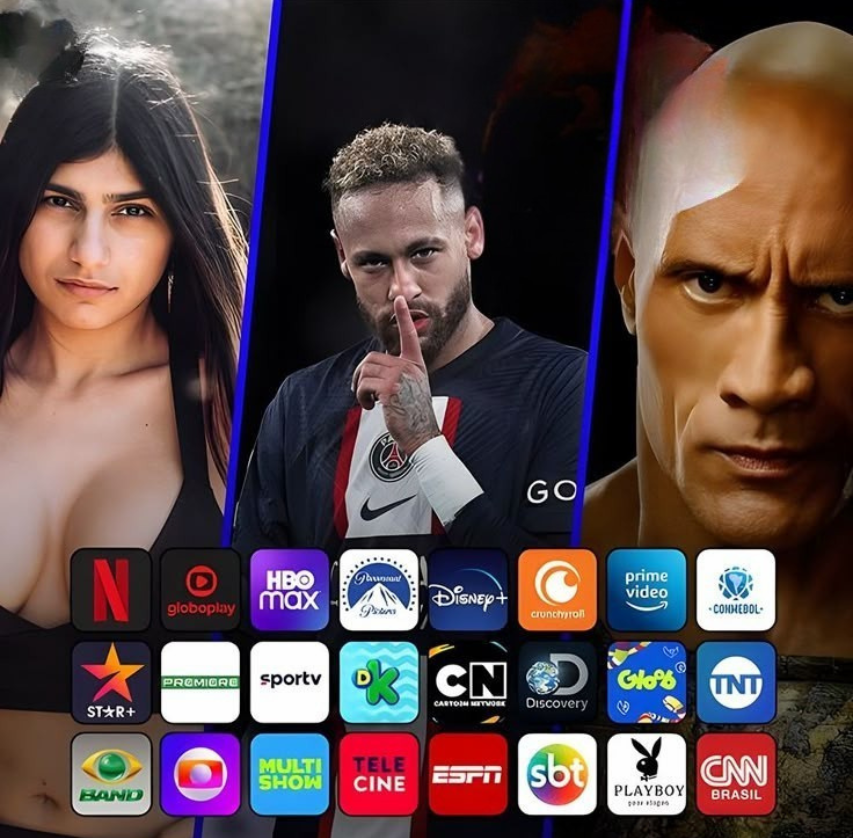 GO
N
globoplay
HBO
max
Paramount
Pictures
Disney+
crunchyroll
prime
video
CONMEBOL
STAR+
PREMIERE
sportv
DK
CN
CARTOON NETWORK
D
Discovery
Gloob
TNT
BAND
MULTI
SHOW
TELE
CINE
ESPN
sbt
PLAYBOY
CNN
BRASIL